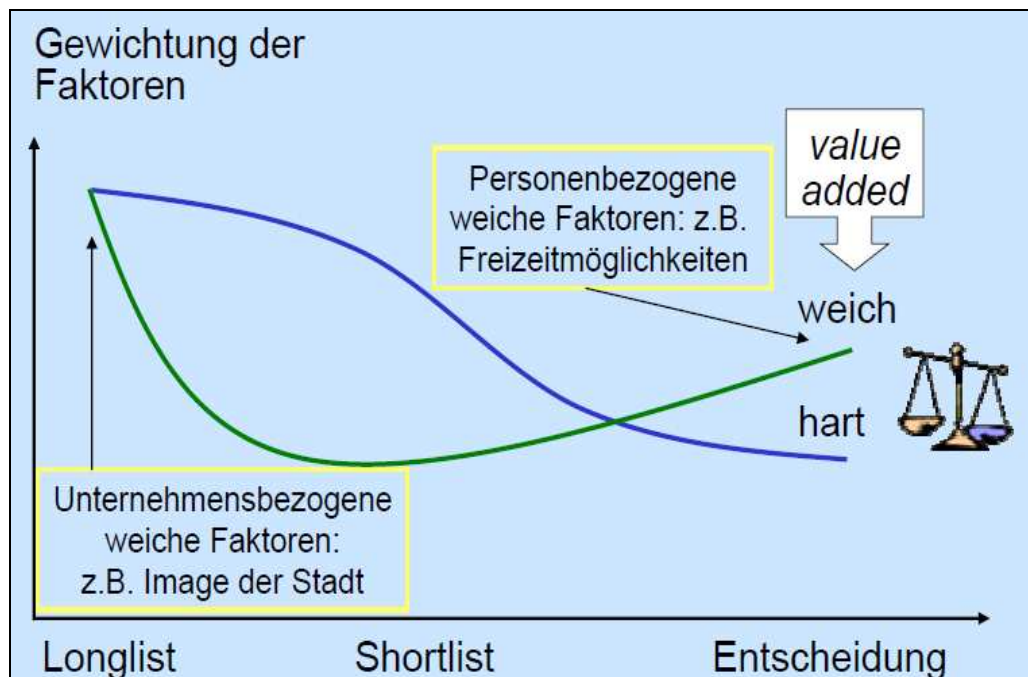 Gewichtung der
Faktoren
value
added
Personenbezogene
weiche Faktoren: z.B.
Freizeitmöglichkeiten
weich
hart
Unternehmensbezogene
weiche Faktoren:
z.B. Image der Stadt
Longlist
Shortlist
Entscheidung